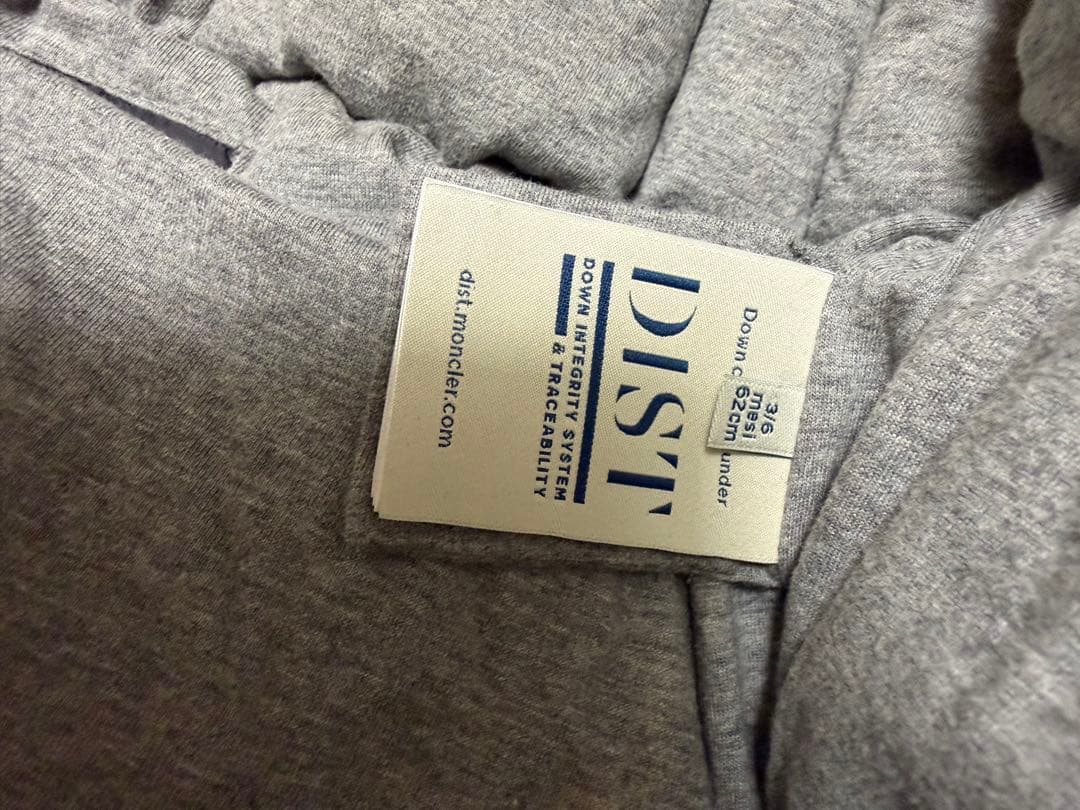 Down c
under
3/6
mesi
62cm
DIST
DOWN INTEGRITY SYSTEM
& TRACEABILITY
dist.moncler.com